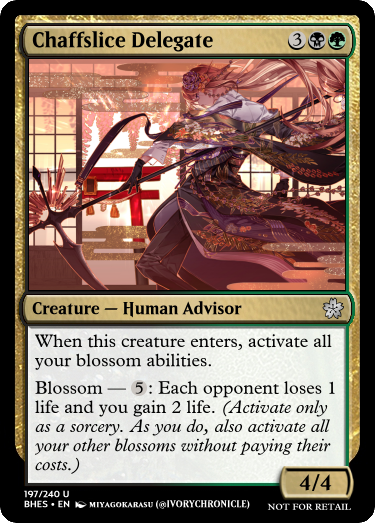 Chaffslice Delegate 3
Creature — Human Advisor
When this creature enters, activate all
your blossom abilities.
Blossom — 5: Each opponent loses 1
life and you gain 2 life. (Activate only
as a sorcery. As you do, also activate all
your other blossoms without paying their
costs.)
4/4
197/240 U
BHES • EN MIYAGOKARASU (@IVORYCHRONICLE)
NOT FOR RETAIL